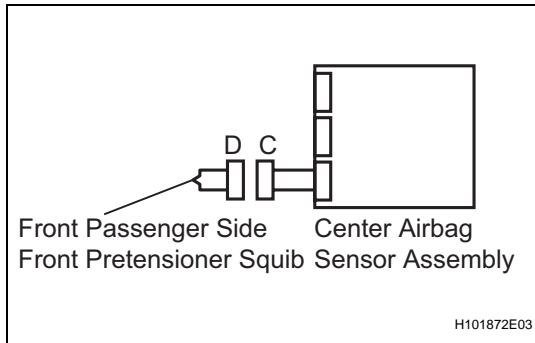 D C
Front Passenger Side
Front Pretensioner Squib
Center Airbag
Sensor Assembly
H101872E03